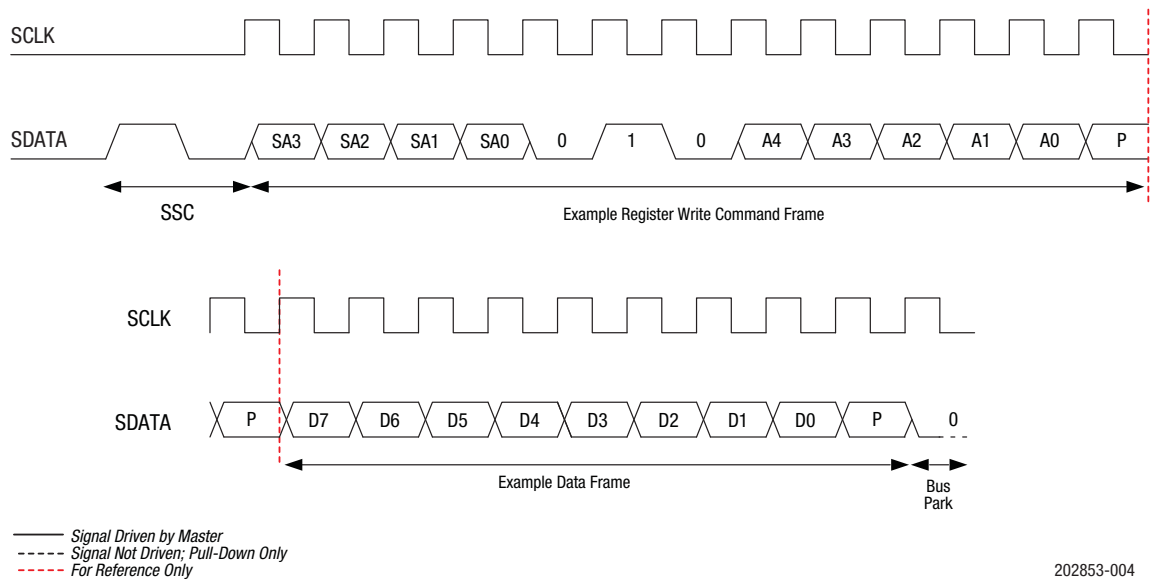 SCLK
SDATA SA3 SA2 SA1 SA0 0 1 0 A4 A3 A2 A1 A0 P
SSC
Example Register Write Command Frame
SCLK
SDATA P D7 D6 D5 D4 D3 D2 D1 D0 P 0
Example Data Frame
Bus
Park
Signal Driven by Master
Signal Not Driven; Pull-Down Only
For Reference Only
202853-004